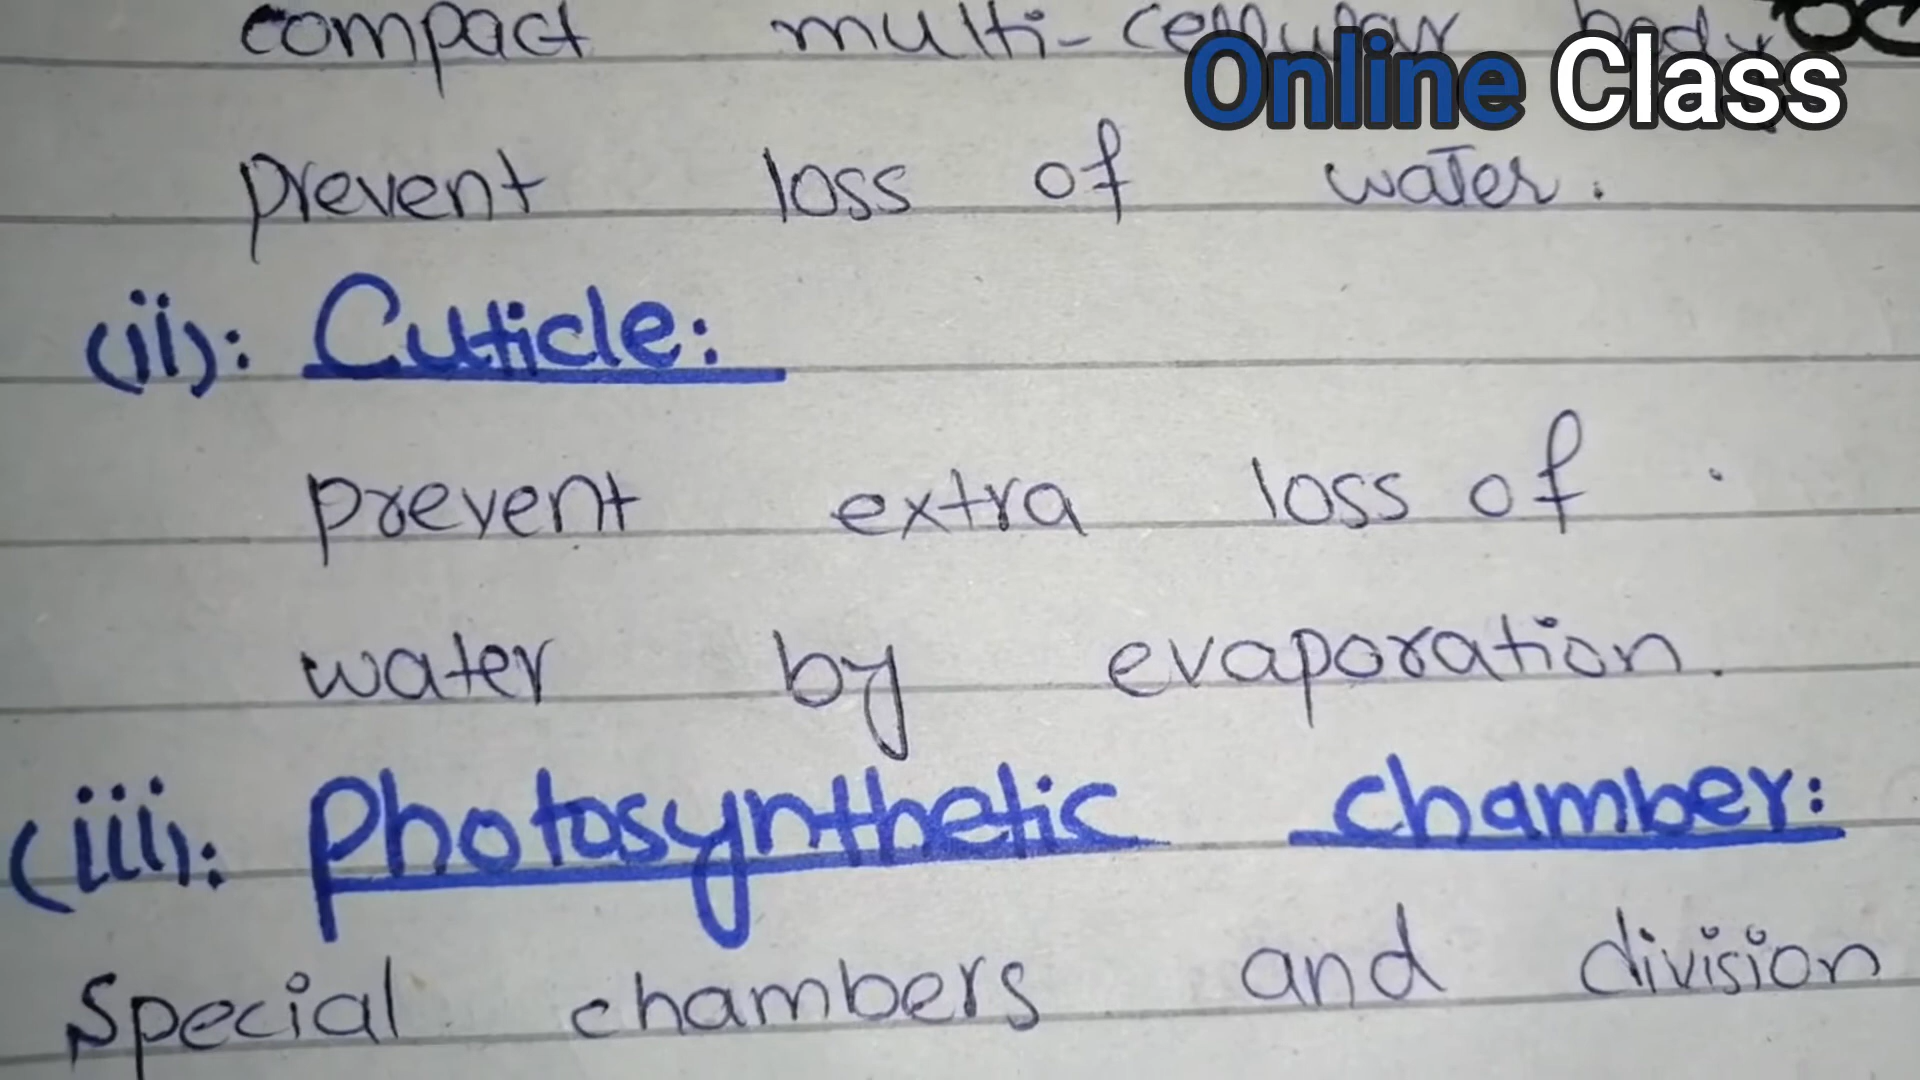 compact multi-cellular body
Online Class
prevent loss of water.
(ii): Cuticle:
prevent extra loss of
water by evaporation.
(iii): Photosynthetic chamber:
Special chambers and division